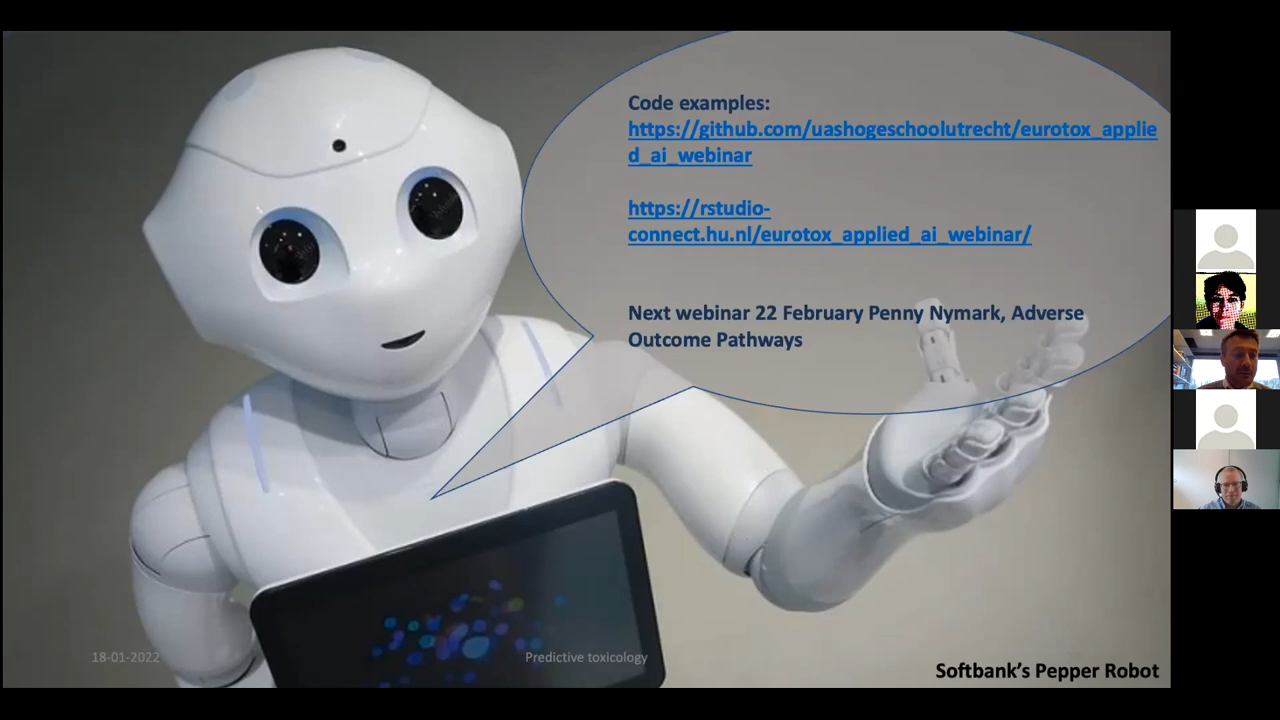 Code examples:
https://github.com/uashogeschoolutrecht/eurotox_applie
d_ai_webinar
https://rstudio-
connect.hu.nl/eurotox_applied_ai_webinar/
Next webinar 22 February Penny Nymark, Adverse
Outcome Pathways
18-01-2022
Predictive toxicology
Softbank’s Pepper Robot